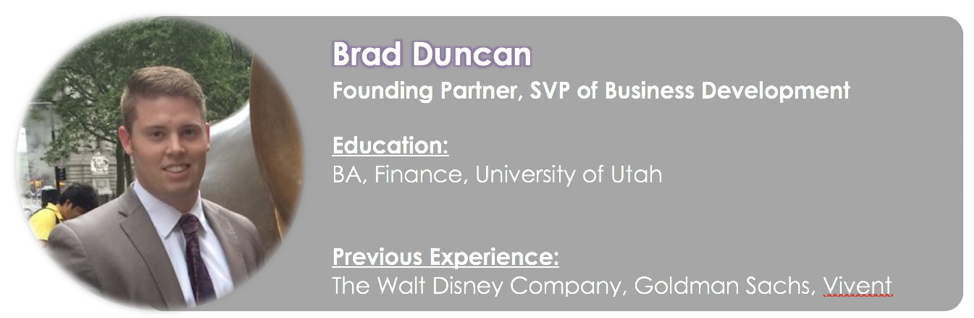 Brad Duncan
Founding Partner, SVP of Business Development
Education:
BA, Finance, University of Utah
Previous Experience:
The Walt Disney Company, Goldman Sachs, Vivent